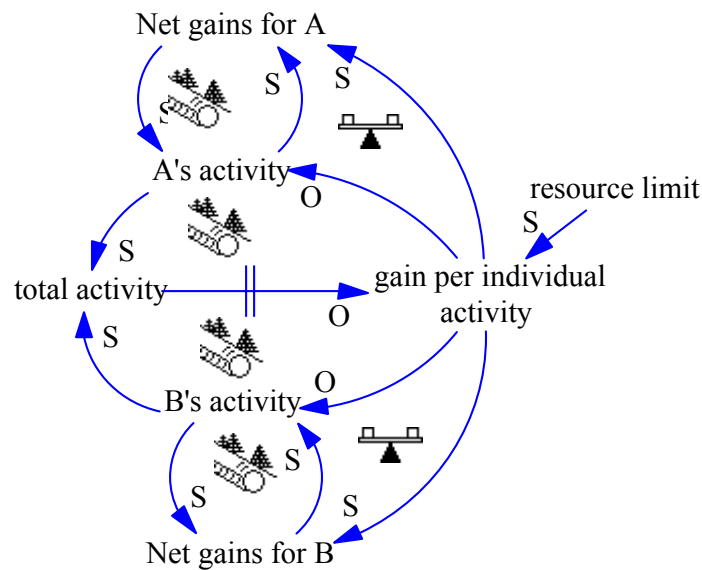 Net gains for A
S
S
S
S
A's activity
O
resource limit
S
S
total activity
gain per individual
activity
O
S
O
B's activity
S
S
S
Net gains for B